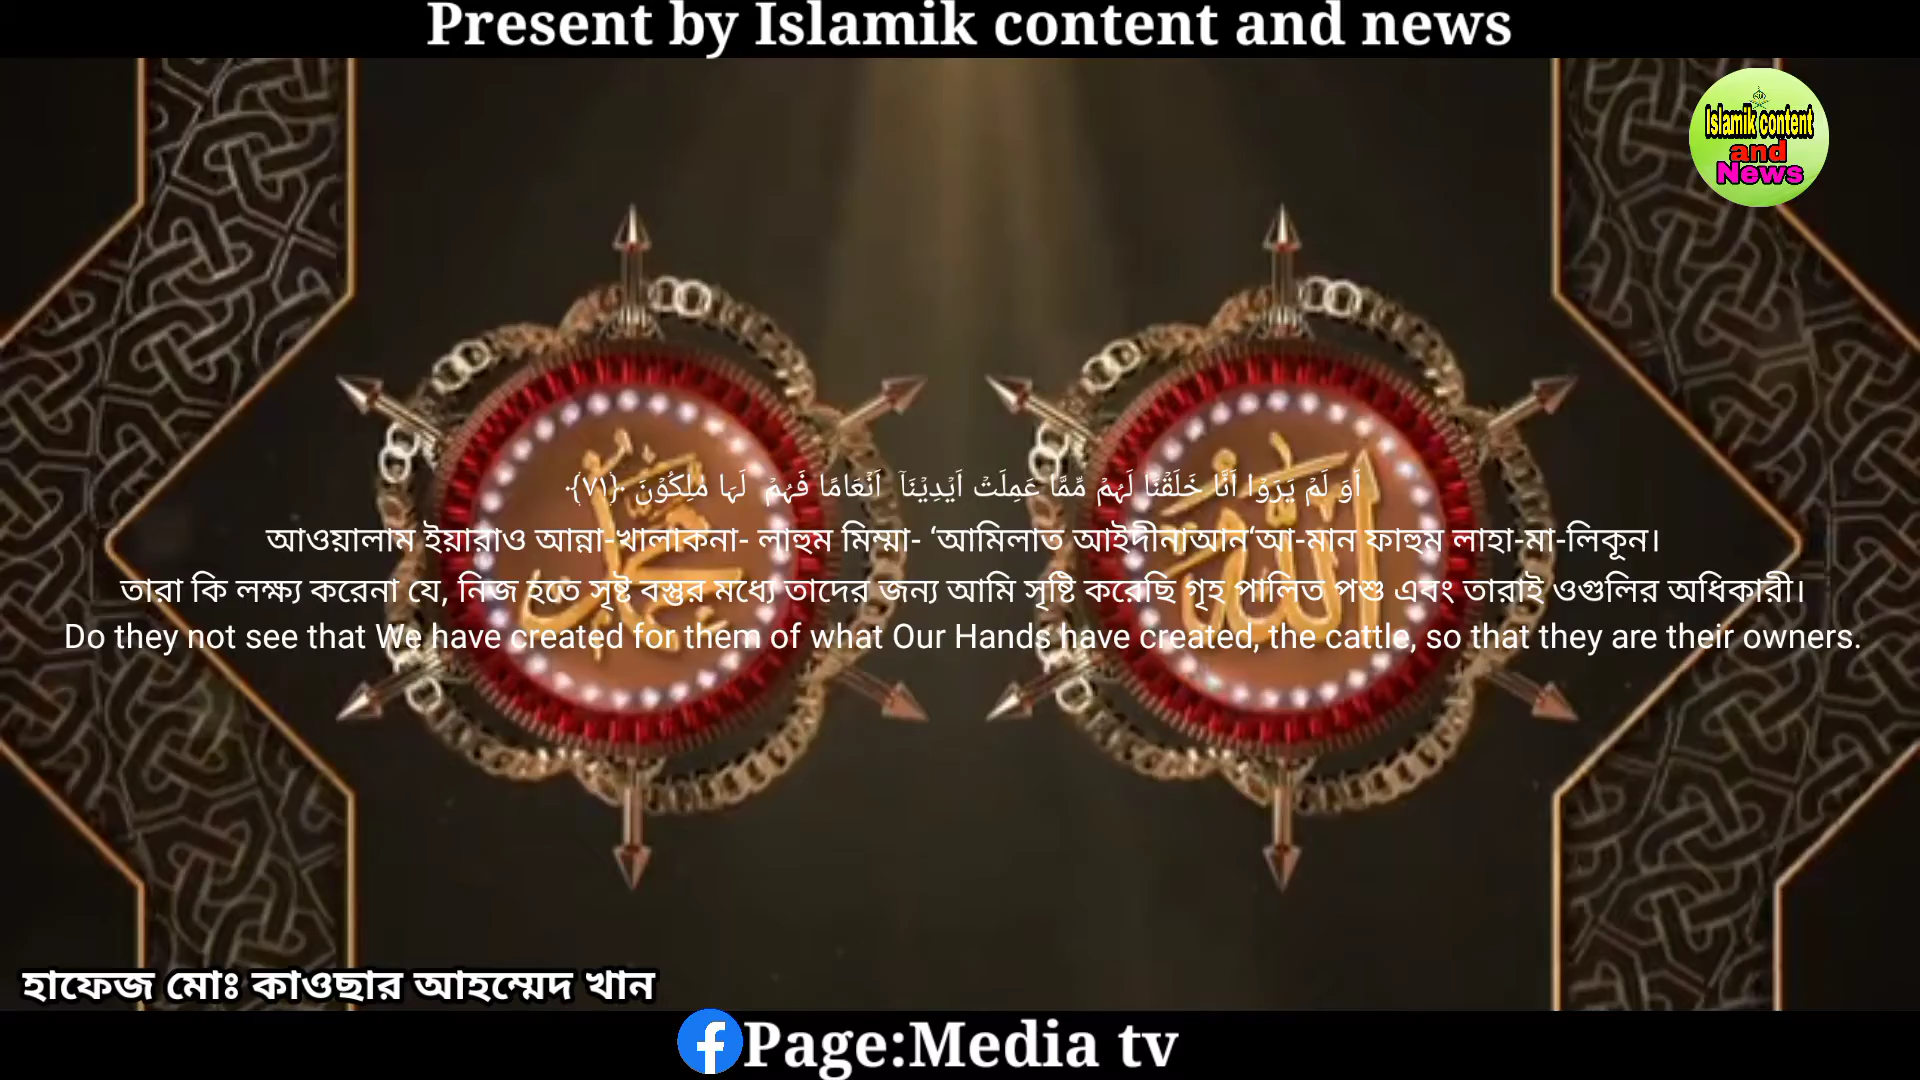 Present by Islamik content and news
Islamik content
and
News
اَوَ لَمۡ یَرَوۡا اَنَّا خَلَقۡنَا لَہُمۡ مِّمَّا عَمِلَتۡ اَیۡدِیۡنَاۤ اَنۡعَامًا فَہُمۡ لَہَا مٰلِکُوۡنَ ﴿۷۱﴾
আওয়ালাম ইয়ারাও আন্না-খালাকনা- লাহুম মিম্মা- ‘আমিলাত আইদীনাআন‘আ-মান ফাহুম লাহা-মা-লিকূন।
তারা কি লক্ষ্য করেনা যে, নিজ হতে সৃষ্ট বস্তুর মধ্যে তাদের জন্য আমি সৃষ্টি করেছি গৃহ পালিত পশু এবং তারাই ওগুলির অধিকারী।
Do they not see that We have created for them of what Our Hands have created, the cattle, so that they are their owners.
محمد
الله
হাফেজ মোঃ কাওছার আহম্মেদ খান
Page:Media tv